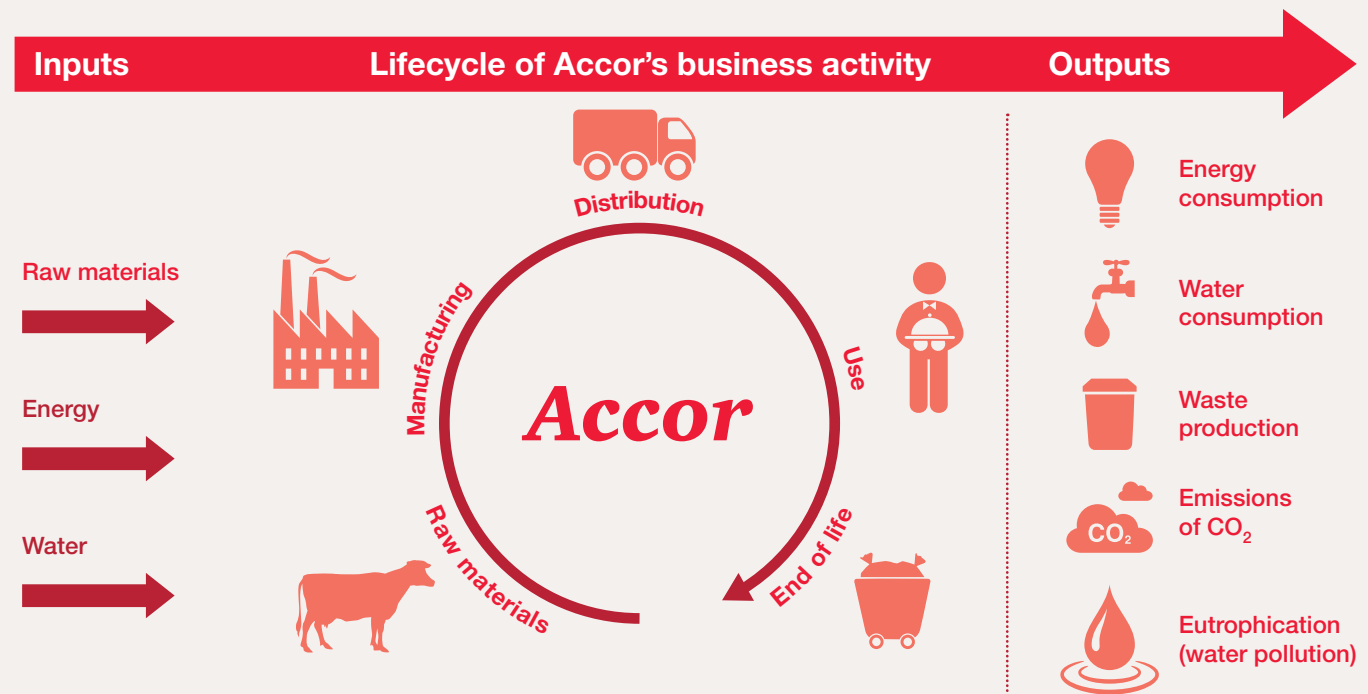 Inputs
Lifecycle of Accor's business activity
Outputs
Raw materials
Energy
Water
Distribution
Manufacturing
Use
Accor
Raw materials
End of life
Energy
consumption
Water
consumption
Waste
production
CO₂
Emissions
of CO₂
Eutrophication
(water pollution)